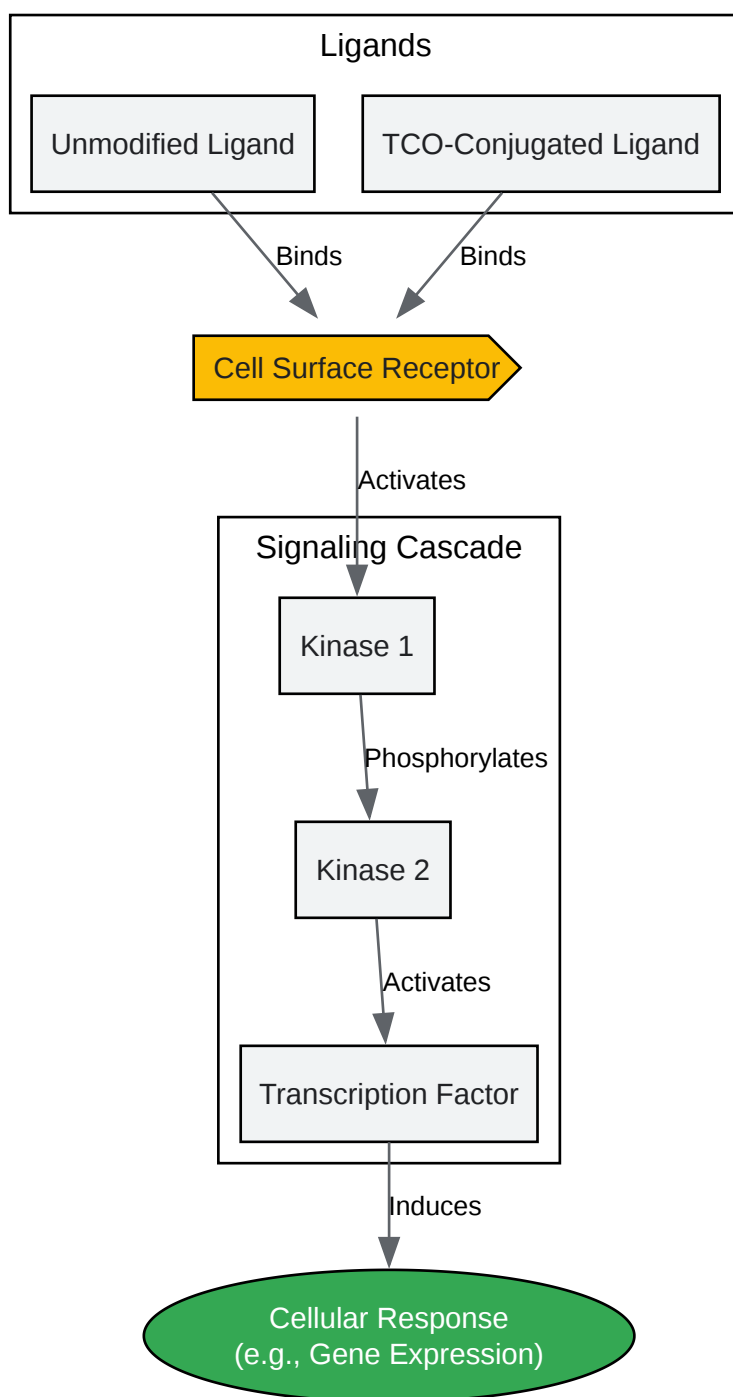 Ligands
Unmodified Ligand
TCO-Conjugated Ligand
Binds
Binds
Cell Surface Receptor
Activates
Signaling Cascade
Kinase 1
Phosphorylates
Kinase 2
Activates
Transcription Factor
Induces
Cellular Response
(e.g., Gene Expression)